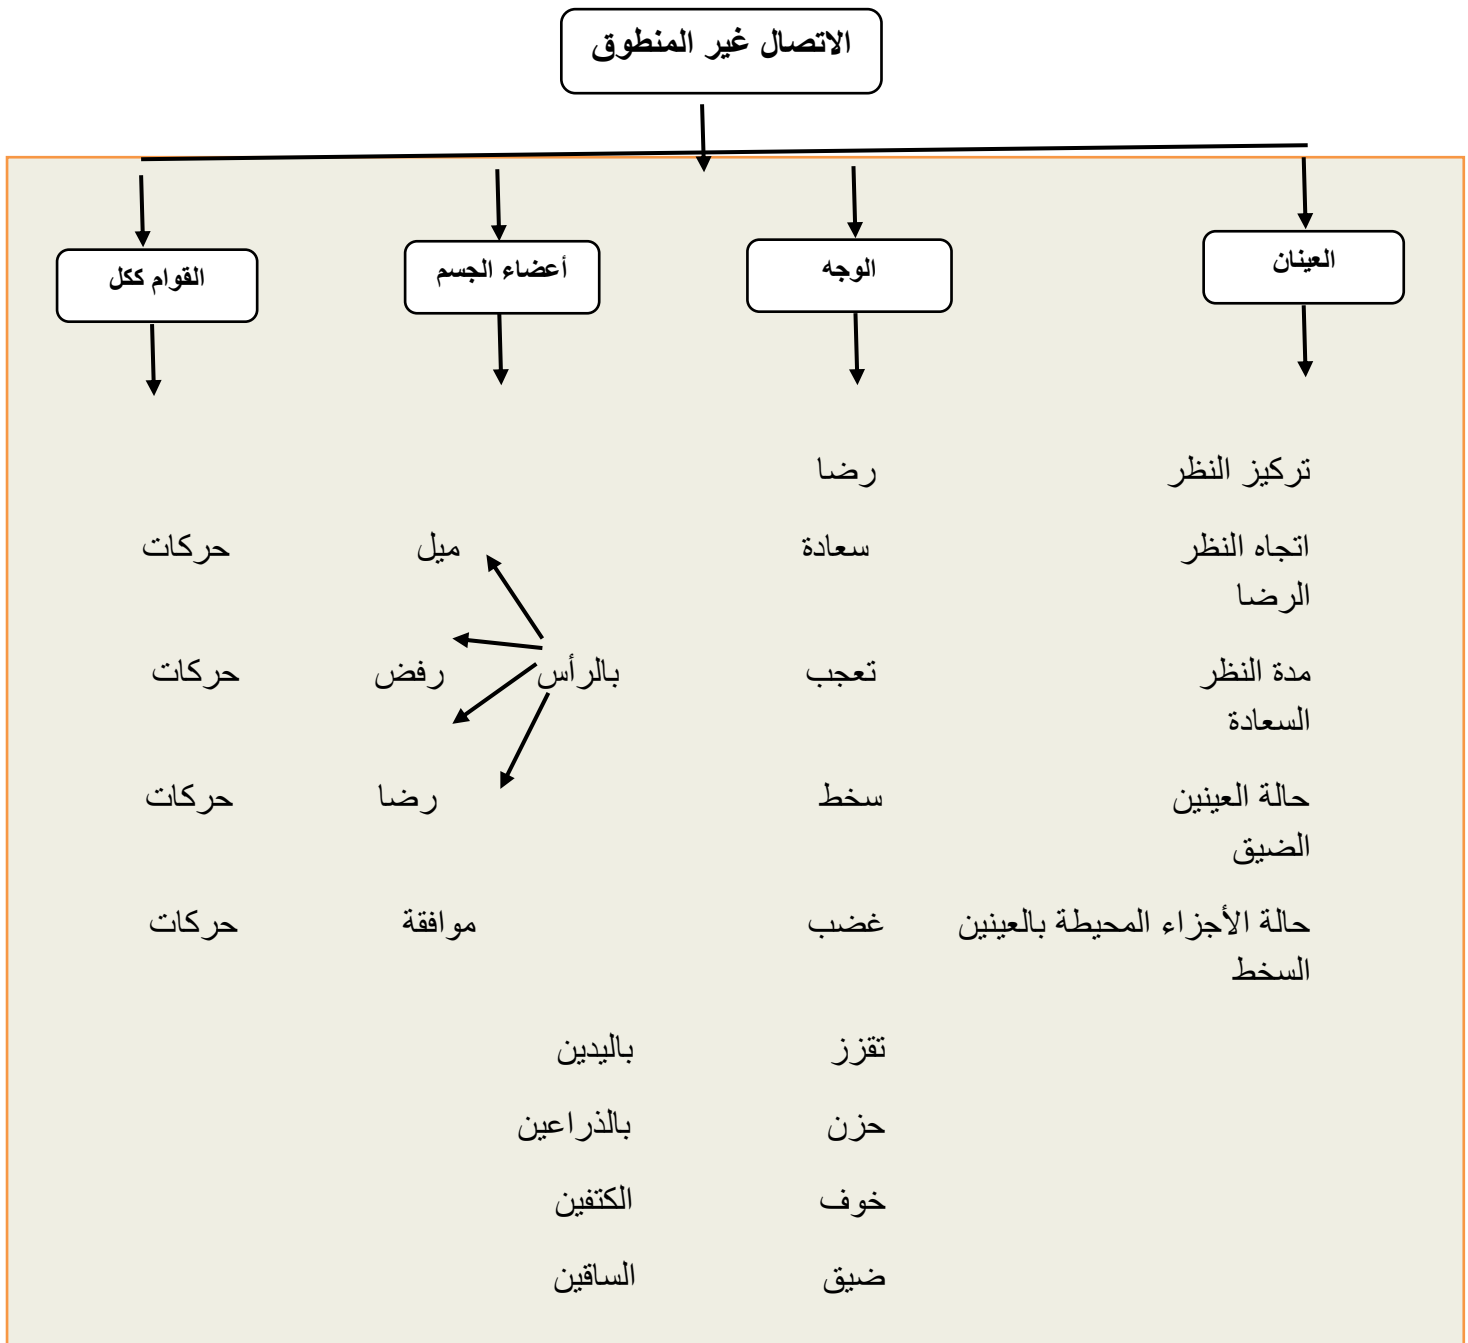 الاتصال غير المنطوق
العينان الوجه أعضاء الجسم القوام ككل
تركيز النظر رضا
اتجاه النظر سعادة ميل حركات
الرضا
مدة النظر تعجب بالرأس رفض حركات
السعادة
حالة العينين سخط رضا حركات
الضيق
حالة الأجزاء المحيطة بالعينين غضب موافقة حركات
السخط
تقزز باليدين
حزن بالذراعين
خوف الكتفين
ضيق الساقين